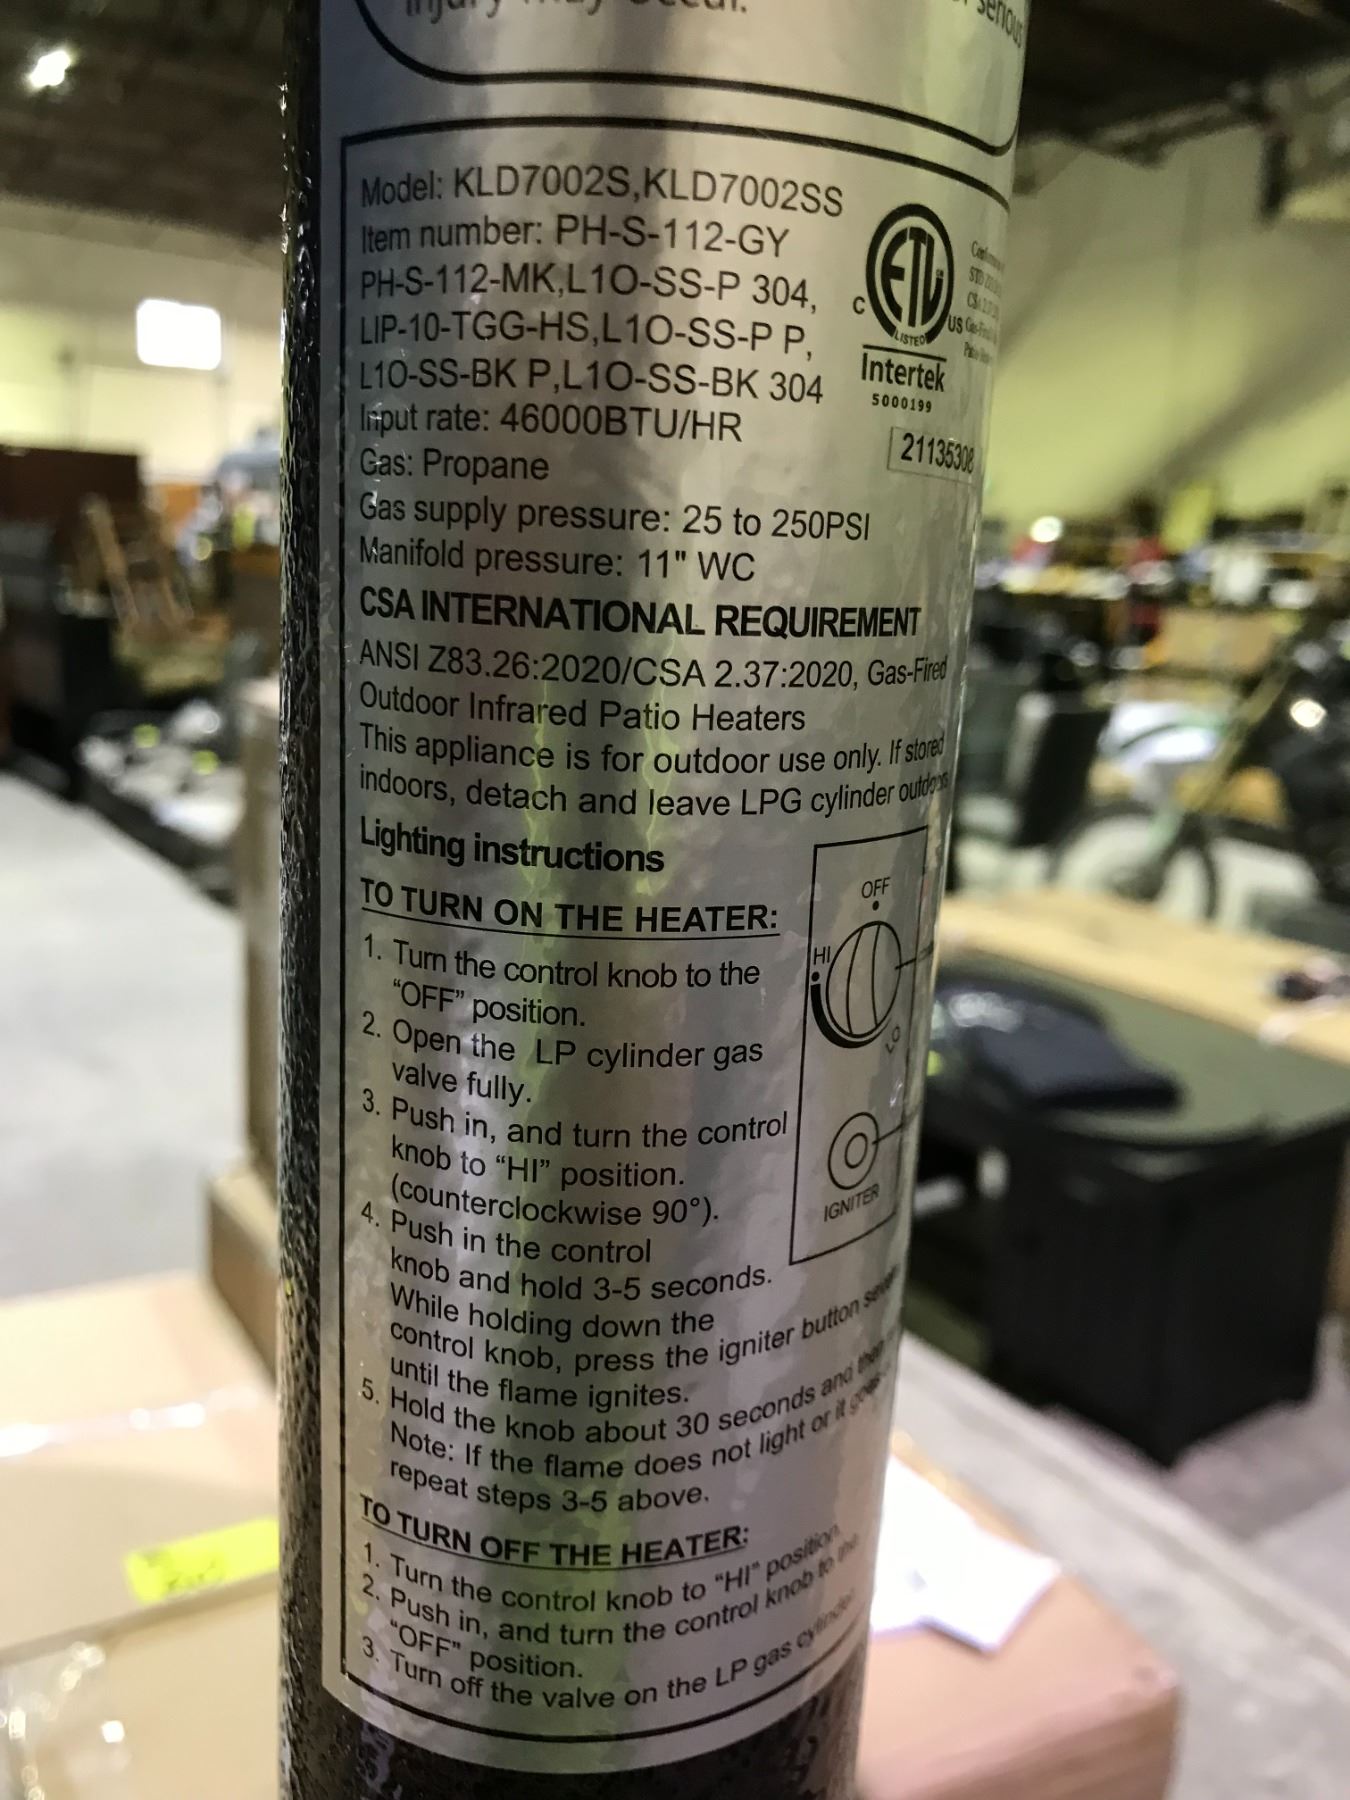 injury may occur.
serious
Model: KLD7002S,KLD7002SS
Item number: PH-S-112-GY
PH-S-112-MK,L1O-SS-P 304,
LIP-10-TGG-HS,L1O-SS-P P,
L1O-SS-BK P,L1O-SS-BK 304
Input rate: 46000BTU/HR
Gas: Propane
Gas supply pressure: 25 to 250PSI
Manifold pressure: 11" WC
C ETL US
LISTED
Intertek
5000199
21135308
CSA INTERNATIONAL REQUIREMENT
ANSI Z83.26:2020/CSA 2.37:2020, Gas-Fired
Outdoor Infrared Patio Heaters
This appliance is for outdoor use only. If stored
indoors, detach and leave LPG cylinder outdoors
Lighting instructions
TO TURN ON THE HEATER:
1. Turn the control knob to the
“OFF” position.
2. Open the LP cylinder gas
valve fully.
3. Push in, and turn the control
knob to “HI” position.
(counterclockwise 90°).
4. Push in the control
knob and hold 3-5 seconds.
While holding down the
control knob, press the igniter button
until the flame ignites.
5. Hold the knob about 30 seconds and then
Note: If the flame does not light or it goes
repeat steps 3-5 above.
OFF
HI
LO
IGNITER
TO TURN OFF THE HEATER:
1. Turn the control knob to “HI” position.
2. Push in, and turn the control knob to the
“OFF” position.
3. Turn off the valve on the LP gas cylinder